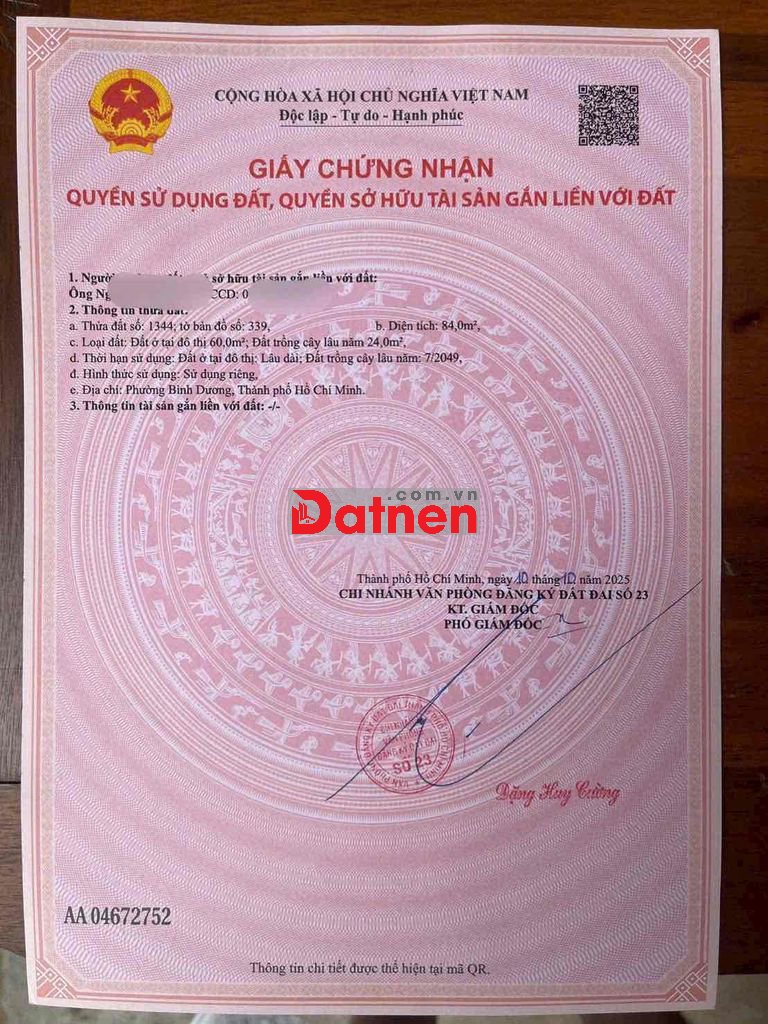 CỘNG HÒA XÃ HỘI CHỦ NGHĨA VIỆT NAM
Độc lập - Tự do - Hạnh phúc
GIẤY CHỨNG NHẬN
QUYỀN SỬ DỤNG ĐẤT, QUYỀN SỞ HỮU TÀI SẢN GẮN LIỀN VỚI ĐẤT
1. Người sở hữu tài sản gắn liền với đất:
Ông CCD: 0
2. Thông tin thửa đất:
a. Thửa đất số: 1344; tờ bản đồ số: 339, b. Diện tích: 84,0m²,
c. Loại đất: Đất ở tại đô thị 60,0m²; Đất trồng cây lâu năm 24,0m²,
d. Thời hạn sử dụng: Đất ở tại đô thị: Lâu dài; Đất trồng cây lâu năm: 7/2049,
đ. Hình thức sử dụng: Sử dụng riêng,
e. Địa chỉ: Phường Bình Dương, Thành phố Hồ Chí Minh.
3. Thông tin tài sản gắn liền với đất: -/-
.com.vn
Datnen
Thành phố Hồ Chí Minh, ngày 10 tháng 10 năm 2025
CHI NHÁNH VĂN PHÒNG ĐĂNG KÝ ĐẤT ĐAI SỐ 23
KT. GIÁM ĐỐC
PHÓ GIÁM ĐỐC
CHI NHÁNH
VĂN PHÒNG
ĐĂNG KÝ ĐẤT ĐAI
SỐ 23
Đặng Huy Cường
AA 04672752
Thông tin chi tiết được thể hiện tại mã QR.